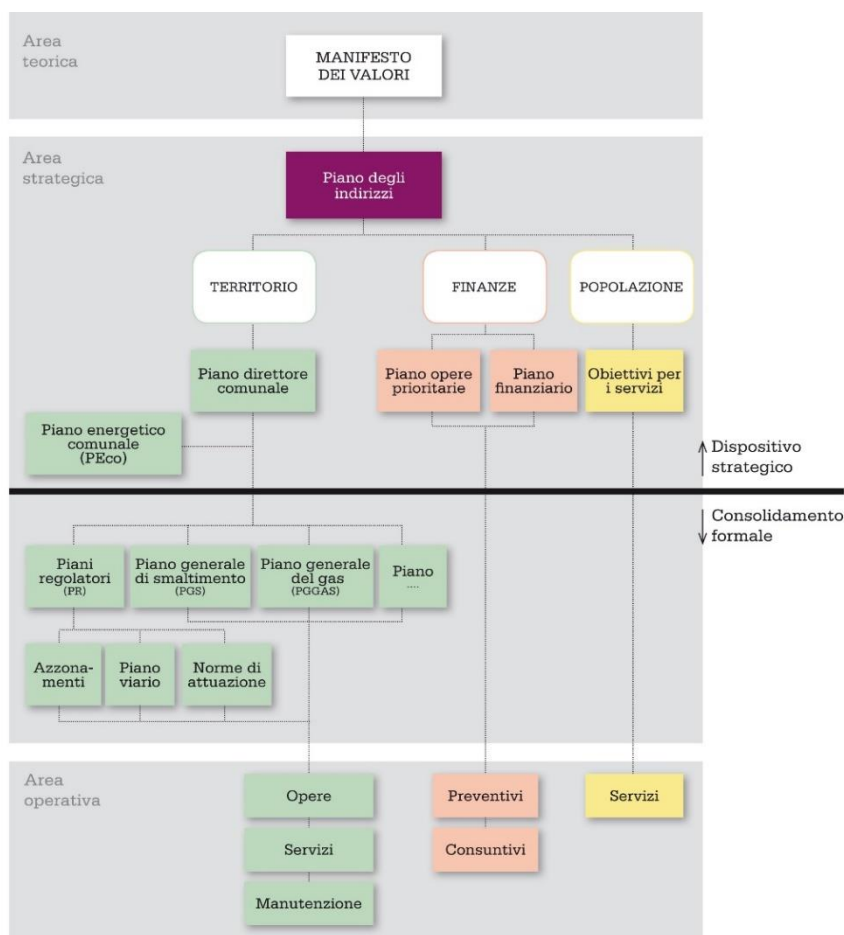 Area
teorica
MANIFESTO
DEI VALORI
Area
strategica
Piano degli
indirizzi
TERRITORIO
FINANZE
POPOLAZIONE
Piano direttore
comunale
Piano opere
prioritarie
Piano
finanziario
Obiettivi per
i servizi
Piano energetico
comunale
(PEco)
Dispositivo
strategico
Consolidamento
formale
Piani
regolatori
(PR)
Piano generale
di smaltimento
(PGS)
Piano generale
del gas
(PGGAS)
Piano
....
Azzona-
menti
Piano
viario
Norme di
attuazione
Area
operativa
Opere
Preventivi
Servizi
Servizi
Consuntivi
Manutenzione